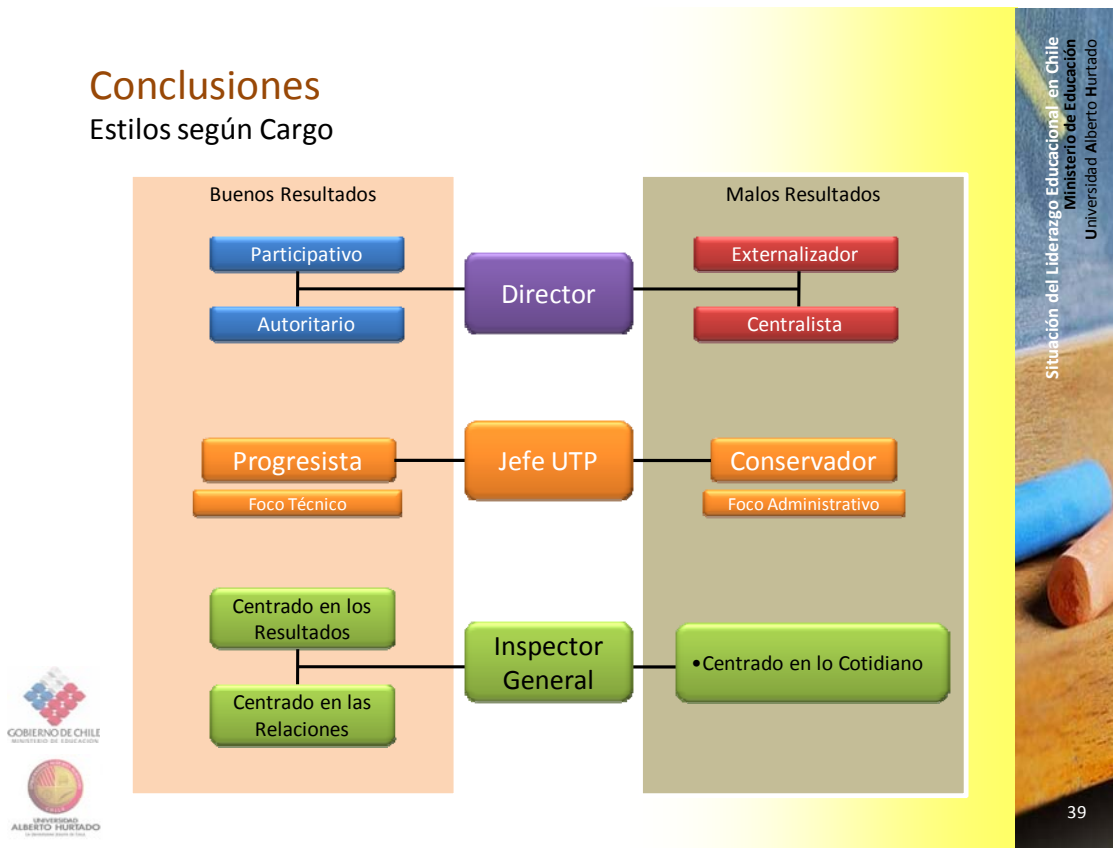 Conclusiones
Estilos según Cargo
Buenos Resultados
Malos Resultados
Participativo
Autoritario
Director
Externalizador
Centralista
Progresista
Foco Técnico
Jefe UTP
Conservador
Foco Administrativo
Centrado en los
Resultados
Centrado en las
Relaciones
Inspector
General
•Centrado en lo Cotidiano
Situación del Liderazgo Educacional en Chile
Ministerio de Educación
Universidad Alberto Hurtado
GOBIERNO DE CHILE
MINISTERIO DE EDUCACION
UNIVERSIDAD
ALBERTO HURTADO
39